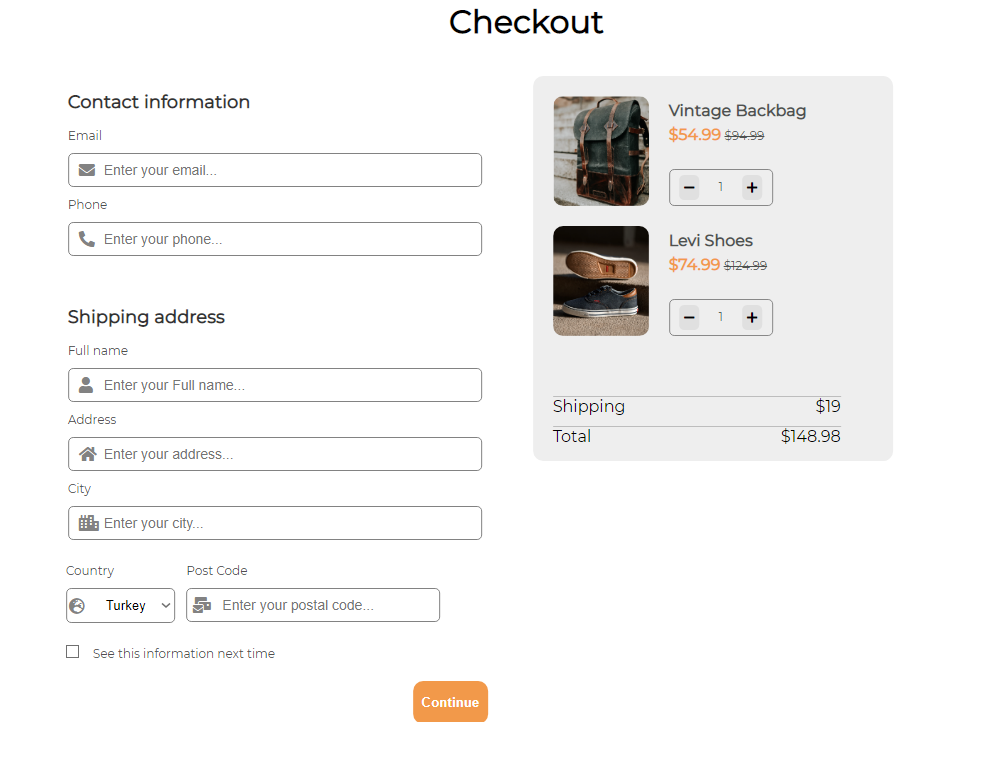 Checkout
Contact information
Email
Enter your email...
Phone
Enter your phone...
Shipping address
Full name
Enter your Full name...
Address
Enter your address...
City
Enter your city...
Country
Post Code
Turkey
Enter your postal code...
See this information next time
Continue
Vintage Backbag
$54.99 $94.99
− 1 +
Levi Shoes
$74.99 $124.99
− 1 +
Shipping $19
Total $148.98